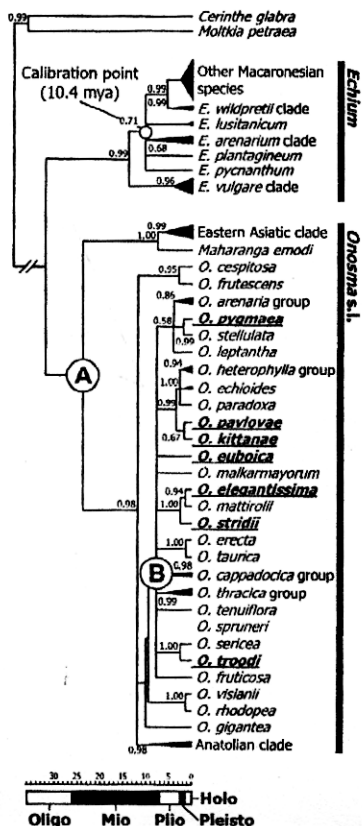 0.99
Cerinthe glabra
Moltkia petraea
Calibration point
(10.4 mya)
Other Macaronesian
species
0.99
0.99
E. wildpretii clade
0.71
E. lusitanicum
E. arenarium clade
0.99
0.68
E. plantagineum
E. pycnanthum
0.96
E. vulgare clade
Echium
0.99
Eastern Asiatic clade
1.00
Maharanga emodi
0.95
O. cespitosa
O. frutescens
0.86
O. arenaria group
0.58
O. pygmaea
O. stellulata
0.99
O. leptantha
0.94
O. heterophylla group
1.00
O. echioides
0.99
O. paradoxa
O. pavlovae
0.67
O. kittanae
O. euboica
O. malkarmayorum
0.94
O. elegantissima
O. mattirolii
1.00
O. stridii
O. erecta
1.00
O. taurica
0.98
O. cappadocica group
O. thracica group
0.99
O. tenuiflora
O. spruneri
O. sericea
1.00
O. troodi
O. fruticosa
O. visianii
1.00
O. rhodopea
O. gigantea
0.98
Anatolian clade
Onosma s.l.
A
0.98
B
30 20 10 0
Holo
Oligo Mio Plio Pleisto